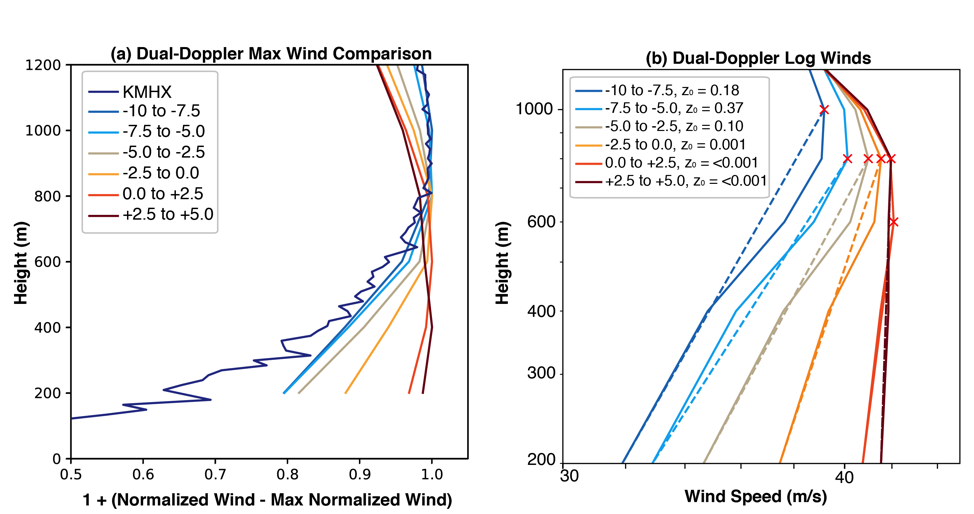 (a) Dual-Doppler Max Wind Comparison
1200
1000
800
600
400
200
0
Height (m)
KMHX
-10 to -7.5
-7.5 to -5.0
-5.0 to -2.5
-2.5 to 0.0
0.0 to +2.5
+2.5 to +5.0
0.5 0.6 0.7 0.8 0.9 1.0
1 + (Normalized Wind - Max Normalized Wind)
(b) Dual-Doppler Log Winds
1000
600
400
300
200
Height (m)
-10 to -7.5, z₀ = 0.18
-7.5 to -5.0, z₀ = 0.37
-5.0 to -2.5, z₀ = 0.10
-2.5 to 0.0, z₀ = 0.001
0.0 to +2.5, z₀ = <0.001
+2.5 to +5.0, z₀ = <0.001
30 40
Wind Speed (m/s)